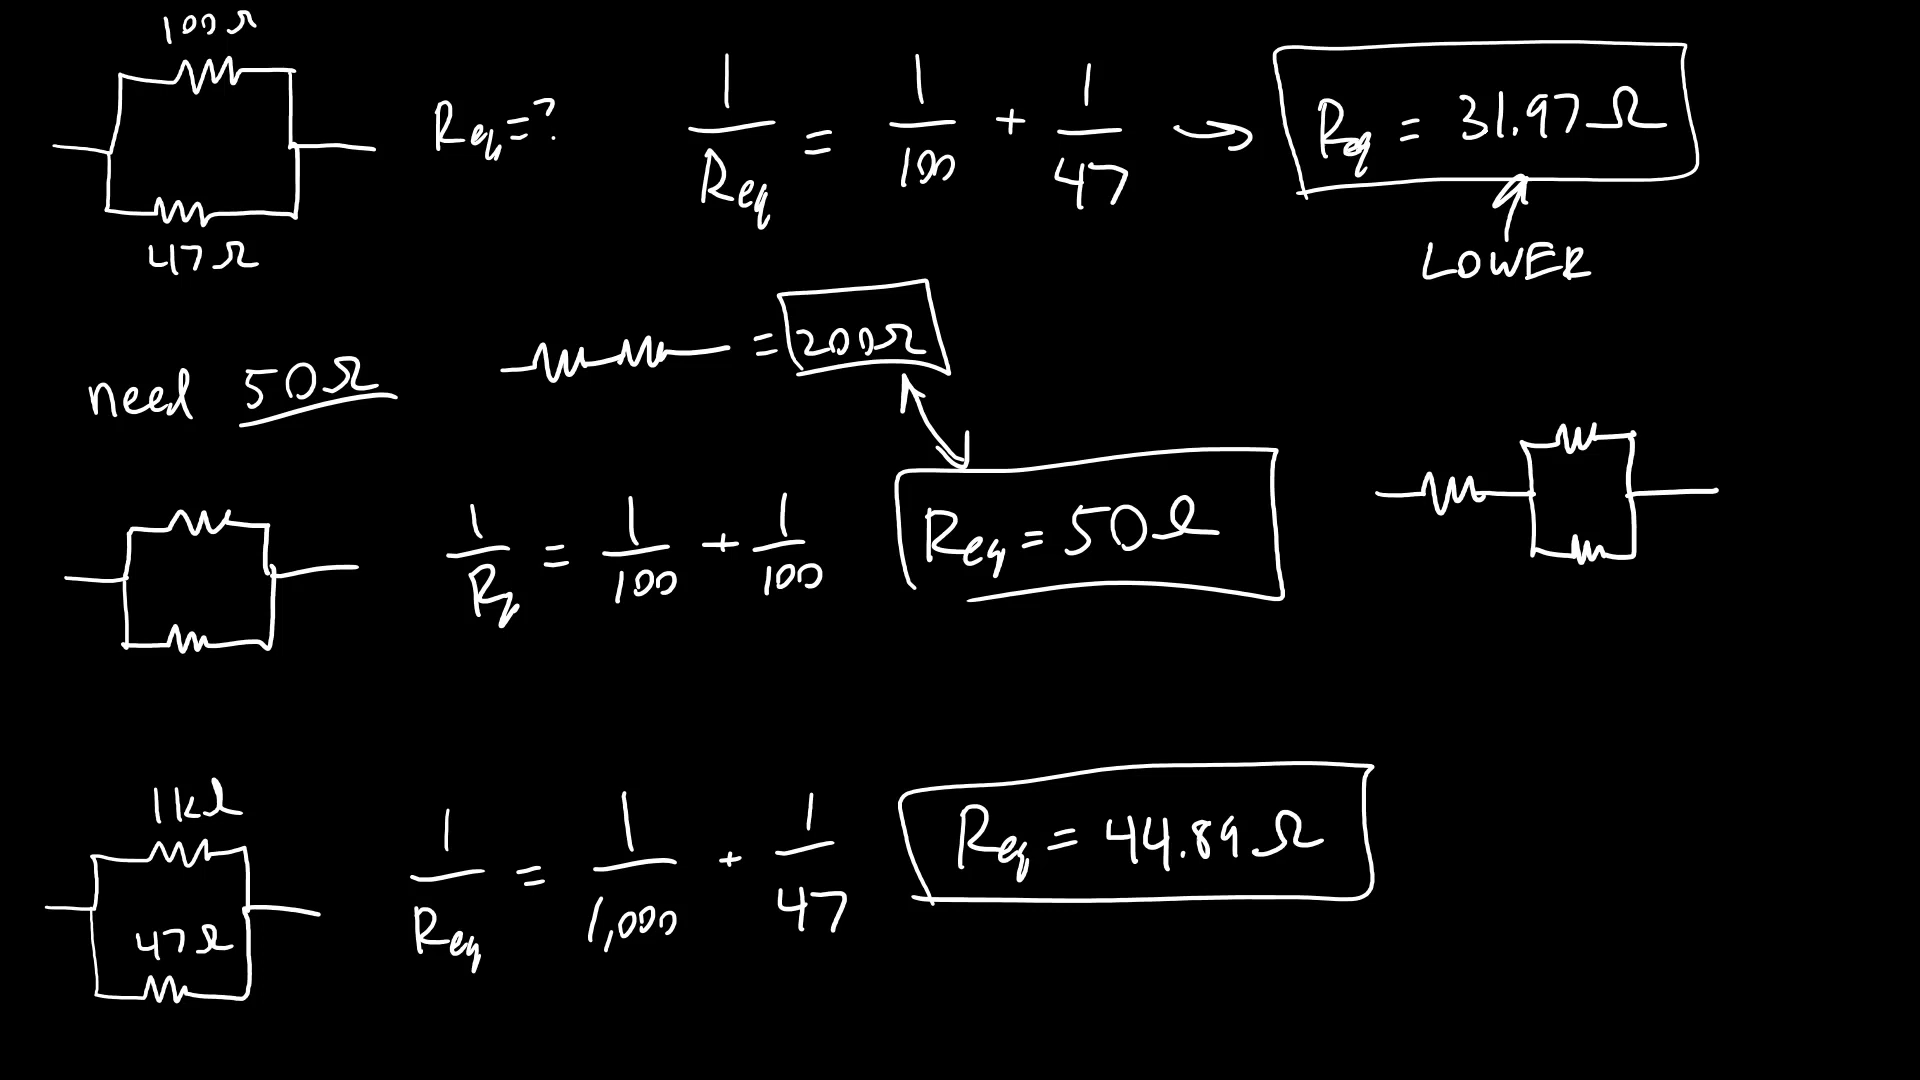 100Ω
Req=? 1/Req = 1/100 + 1/47 → Req = 31.97Ω
47Ω
LOWER
need 50Ω = 200Ω
1/Rq = 1/100 + 1/100 Req = 50Ω
1kΩ
1/Req = 1/1,000 + 1/47 Req = 44.89Ω
47Ω